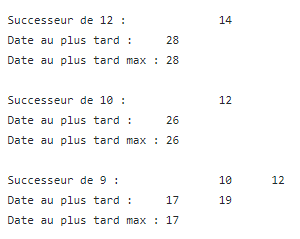 Successeur de 12 : 14
Date au plus tard : 28
Date au plus tard max : 28
Successeur de 10 : 12
Date au plus tard : 26
Date au plus tard max : 26
Successeur de 9 : 10 12
Date au plus tard : 17 19
Date au plus tard max : 17